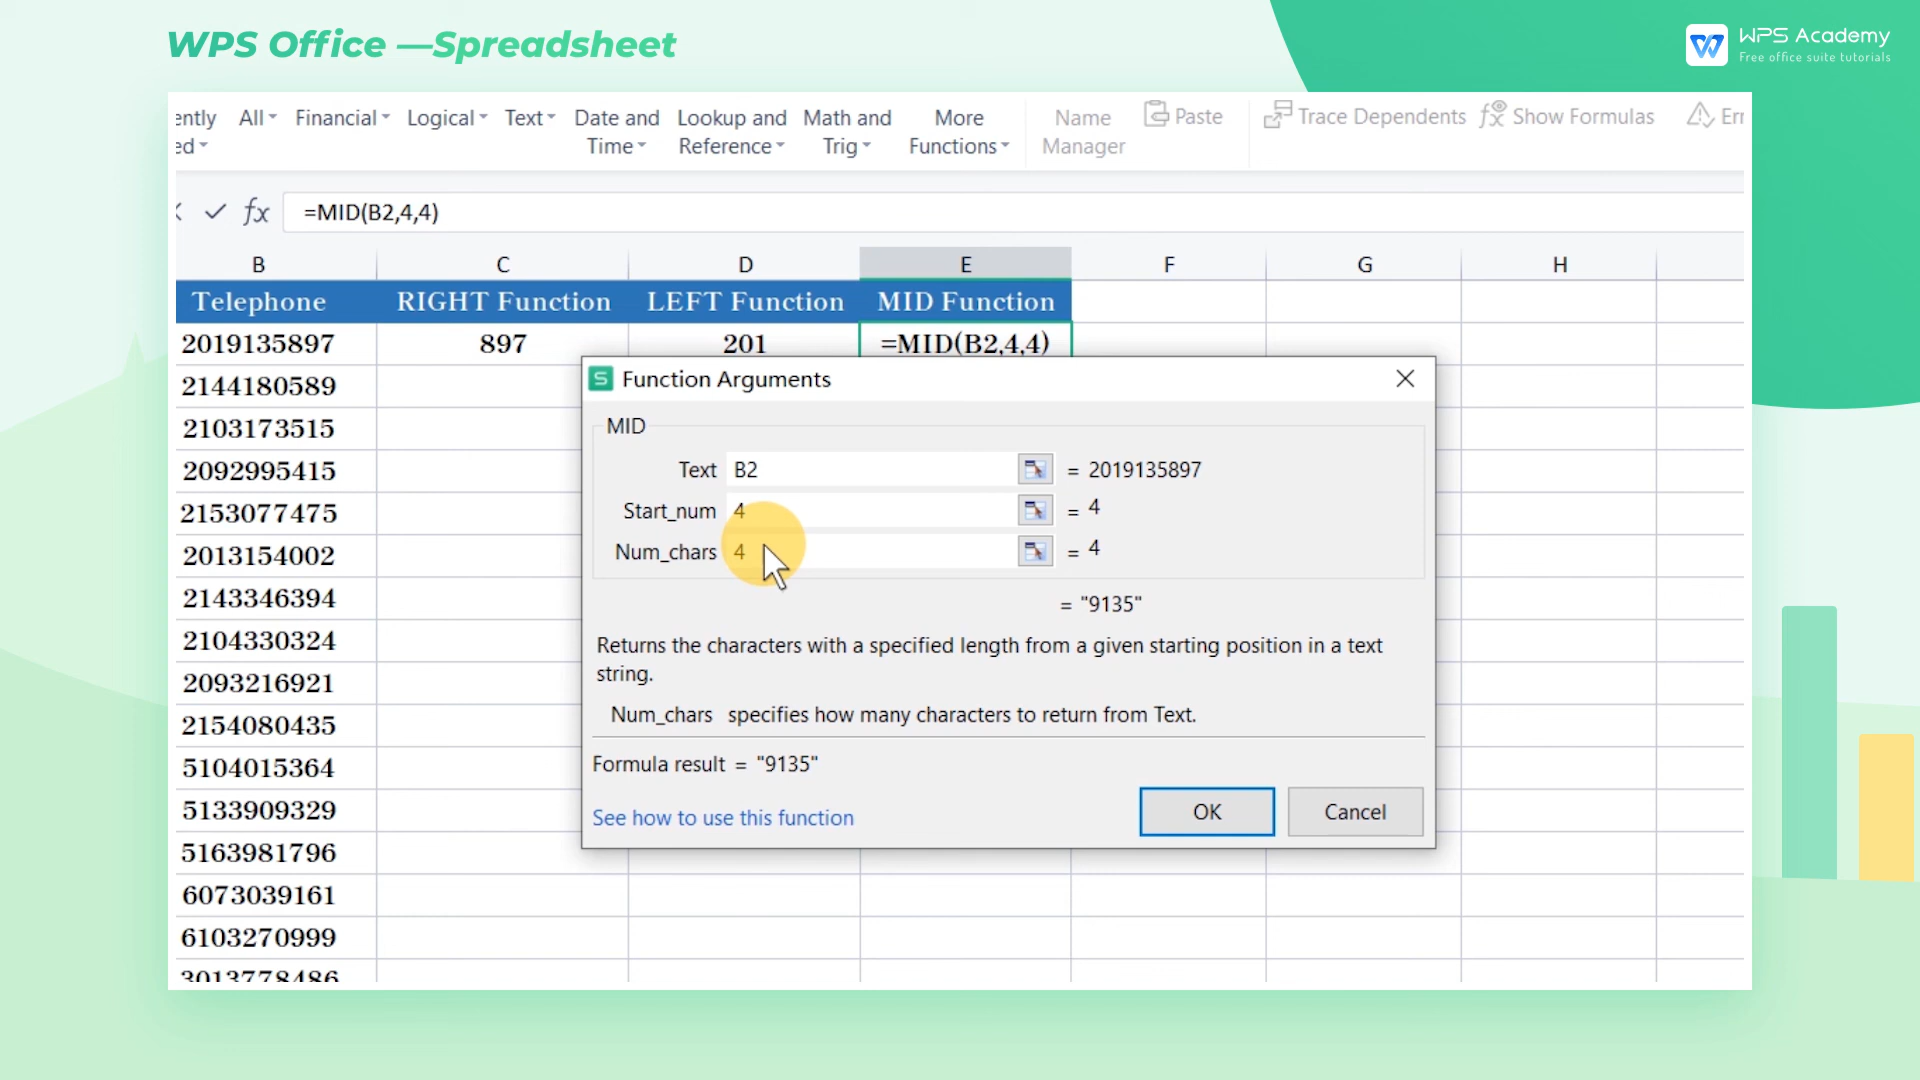 WPS Office —Spreadsheet
WPS Academy
Free office suite tutorials
ently All Financial Logical Text Date and Lookup and Math and More Name Paste Trace Dependents Show Formulas Err
ed Time Reference Trig Functions Manager
fx =MID(B2,4,4)
B C D E F G H
Telephone RIGHT Function LEFT Function MID Function
2019135897 897 201 =MID(B2,4,4)
2144180589
2103173515
2092995415
2153077475
2013154002
2143346394
2104330324
2093216921
2154080435
5104015364
5133909329
5163981796
6073039161
6103270999
3013778486
Function Arguments
MID
Text B2 = 2019135897
Start_num 4 = 4
Num_chars 4 = 4
= "9135"
Returns the characters with a specified length from a given starting position in a text
string.
Num_chars specifies how many characters to return from Text.
Formula result = "9135"
See how to use this function OK Cancel